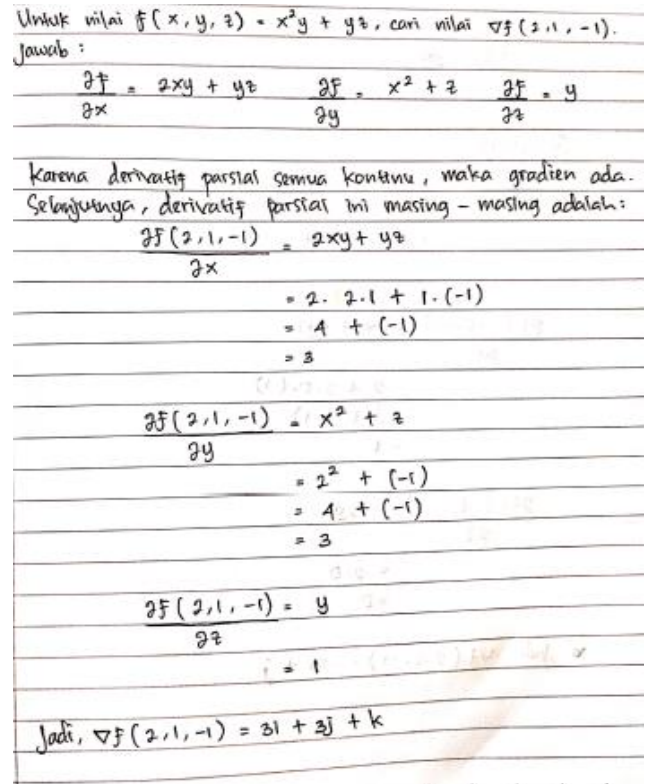 Untuk nilai f(x, y, z) = x²y + yz, cari nilai ∇f(2,1,-1).
Jawab :
∂f/∂x = 2xy + yz   ∂f/∂y = x² + z   ∂f/∂z = y
Karena derivatif parsial semua kontinu, maka gradien ada.
Selanjutnya, derivatif parsial ini masing - masing adalah:
∂f(2,1,-1)/∂x = 2xy + yz
= 2. 2.1 + 1.(-1)
= 4 + (-1)
= 3
∂f(2,1,-1)/∂y = x² + z
= 2² + (-1)
= 4 + (-1)
= 3
∂f(2,1,-1)/∂z = y
= 1
Jadi, ∇f(2,1,-1) = 3i + 3j + k